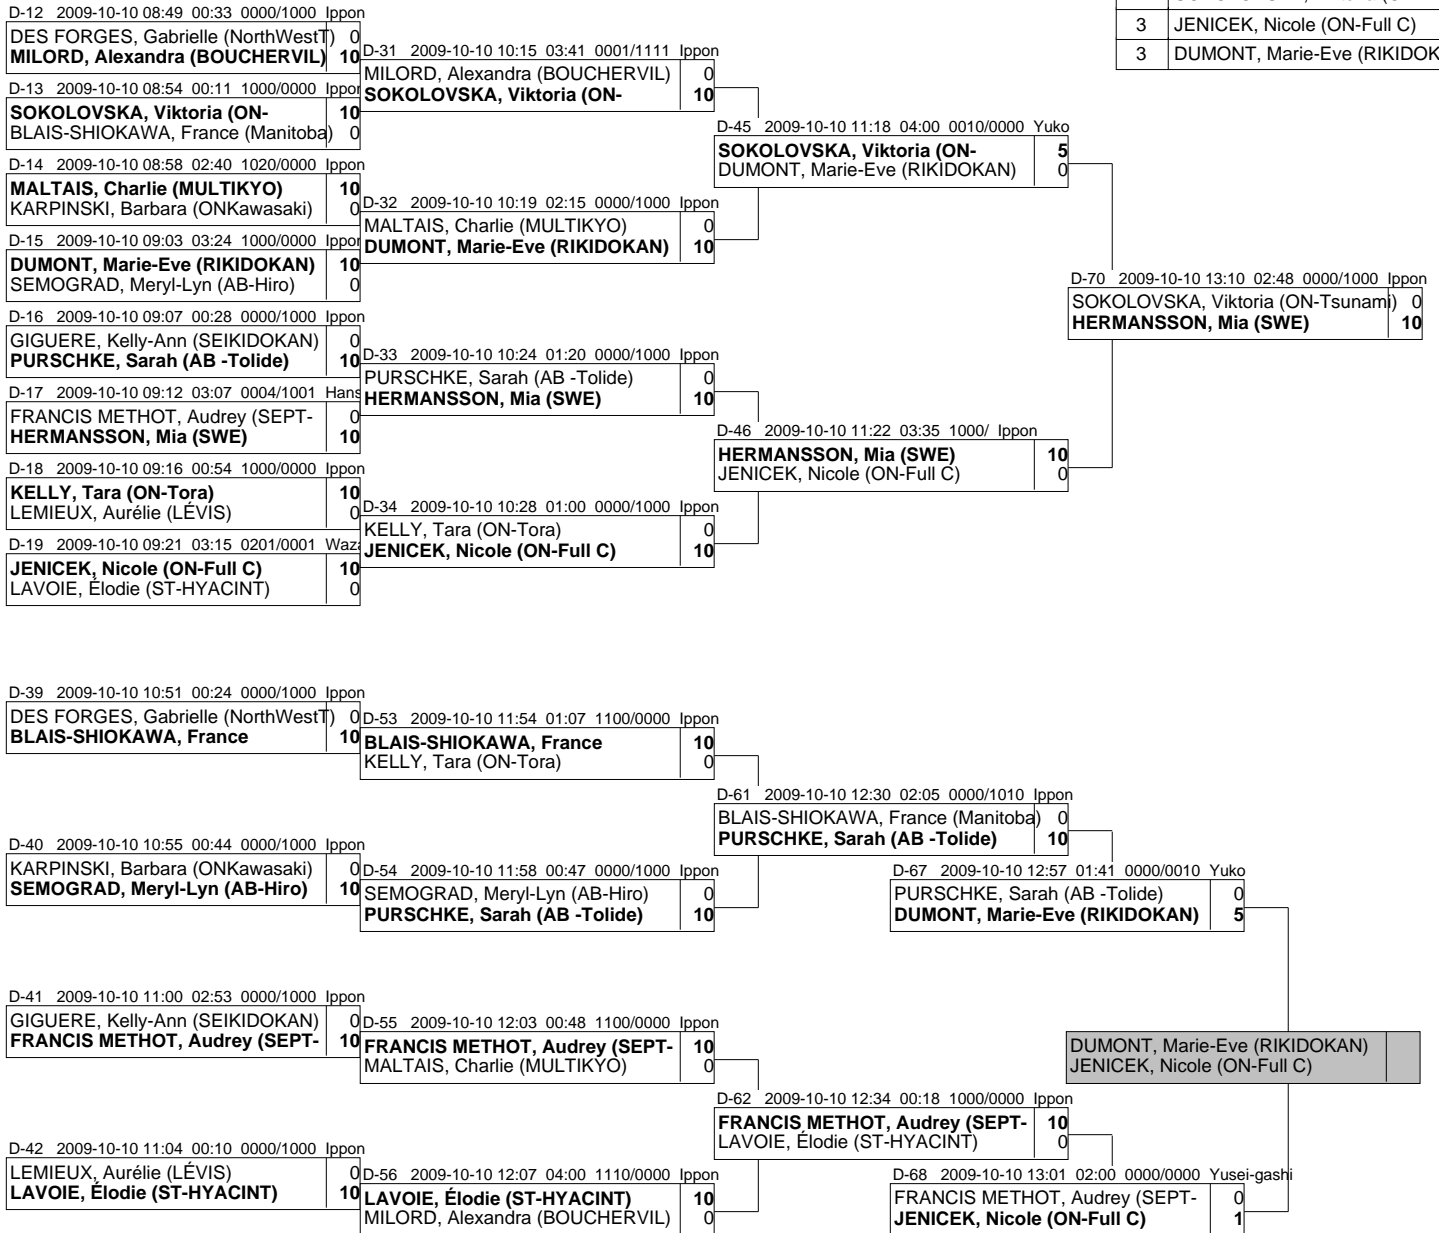 3 JENICEK, Nicole (ON-Full C)
3 DUMONT, Marie-Eve (RIKIDOK
D-12 2009-10-10 08:49 00:33 0000/1000 Ippon
DES FORGES, Gabrielle (NorthWestT) 0
MILORD, Alexandra (BOUCHERVIL) 10
D-13 2009-10-10 08:54 00:11 1000/0000 Ippon
SOKOLOVSKA, Viktoria (ON- 10
BLAIS-SHIOKAWA, France (Manitoba) 0
D-14 2009-10-10 08:58 02:40 1020/0000 Ippon
MALTAIS, Charlie (MULTIKYO) 10
KARPINSKI, Barbara (ONKawasaki) 0
D-15 2009-10-10 09:03 03:24 1000/0000 Ippon
DUMONT, Marie-Eve (RIKIDOKAN) 10
SEMOGRAD, Meryl-Lyn (AB-Hiro) 0
D-16 2009-10-10 09:07 00:28 0000/1000 Ippon
GIGUERE, Kelly-Ann (SEIKIDOKAN) 0
PURSCHKE, Sarah (AB -Tolide) 10
D-17 2009-10-10 09:12 03:07 0004/1001 Hans
FRANCIS METHOT, Audrey (SEPT- 0
HERMANSSON, Mia (SWE) 10
D-18 2009-10-10 09:16 00:54 1000/0000 Ippon
KELLY, Tara (ON-Tora) 10
LEMIEUX, Aurélie (LÉVIS) 0
D-19 2009-10-10 09:21 03:15 0201/0001 Waza
JENICEK, Nicole (ON-Full C) 10
LAVOIE, Élodie (ST-HYACINT) 0
D-31 2009-10-10 10:15 03:41 0001/1111 Ippon
MILORD, Alexandra (BOUCHERVIL) 0
SOKOLOVSKA, Viktoria (ON- 10
D-32 2009-10-10 10:19 02:15 0000/1000 Ippon
MALTAIS, Charlie (MULTIKYO) 0
DUMONT, Marie-Eve (RIKIDOKAN) 10
D-33 2009-10-10 10:24 01:20 0000/1000 Ippon
PURSCHKE, Sarah (AB -Tolide) 0
HERMANSSON, Mia (SWE) 10
D-34 2009-10-10 10:28 01:00 0000/1000 Ippon
KELLY, Tara (ON-Tora) 0
JENICEK, Nicole (ON-Full C) 10
D-45 2009-10-10 11:18 04:00 0010/0000 Yuko
SOKOLOVSKA, Viktoria (ON- 5
DUMONT, Marie-Eve (RIKIDOKAN) 0
D-46 2009-10-10 11:22 03:35 1000/ Ippon
HERMANSSON, Mia (SWE) 10
JENICEK, Nicole (ON-Full C) 0
D-70 2009-10-10 13:10 02:48 0000/1000 Ippon
SOKOLOVSKA, Viktoria (ON-Tsunami) 0
HERMANSSON, Mia (SWE) 10
D-39 2009-10-10 10:51 00:24 0000/1000 Ippon
DES FORGES, Gabrielle (NorthWestT) 0
BLAIS-SHIOKAWA, France 10
D-40 2009-10-10 10:55 00:44 0000/1000 Ippon
KARPINSKI, Barbara (ONKawasaki) 0
SEMOGRAD, Meryl-Lyn (AB-Hiro) 10
D-41 2009-10-10 11:00 02:53 0000/1000 Ippon
GIGUERE, Kelly-Ann (SEIKIDOKAN) 0
FRANCIS METHOT, Audrey (SEPT- 10
D-42 2009-10-10 11:04 00:10 0000/1000 Ippon
LEMIEUX, Aurélie (LÉVIS) 0
LAVOIE, Élodie (ST-HYACINT) 10
D-53 2009-10-10 11:54 01:07 1100/0000 Ippon
BLAIS-SHIOKAWA, France 10
KELLY, Tara (ON-Tora) 0
D-54 2009-10-10 11:58 00:47 0000/1000 Ippon
SEMOGRAD, Meryl-Lyn (AB-Hiro) 0
PURSCHKE, Sarah (AB -Tolide) 10
D-55 2009-10-10 12:03 00:48 1100/0000 Ippon
FRANCIS METHOT, Audrey (SEPT- 10
MALTAIS, Charlie (MULTIKYO) 0
D-56 2009-10-10 12:07 04:00 1110/0000 Ippon
LAVOIE, Élodie (ST-HYACINT) 10
MILORD, Alexandra (BOUCHERVIL) 0
D-61 2009-10-10 12:30 02:05 0000/1010 Ippon
BLAIS-SHIOKAWA, France (Manitoba) 0
PURSCHKE, Sarah (AB -Tolide) 10
D-62 2009-10-10 12:34 00:18 1000/0000 Ippon
FRANCIS METHOT, Audrey (SEPT- 10
LAVOIE, Élodie (ST-HYACINT) 0
D-67 2009-10-10 12:57 01:41 0000/0010 Yuko
PURSCHKE, Sarah (AB -Tolide) 0
DUMONT, Marie-Eve (RIKIDOKAN) 5
D-68 2009-10-10 13:01 02:00 0000/0000 Yusei-gashi
FRANCIS METHOT, Audrey (SEPT- 0
JENICEK, Nicole (ON-Full C) 1
DUMONT, Marie-Eve (RIKIDOKAN)
JENICEK, Nicole (ON-Full C)